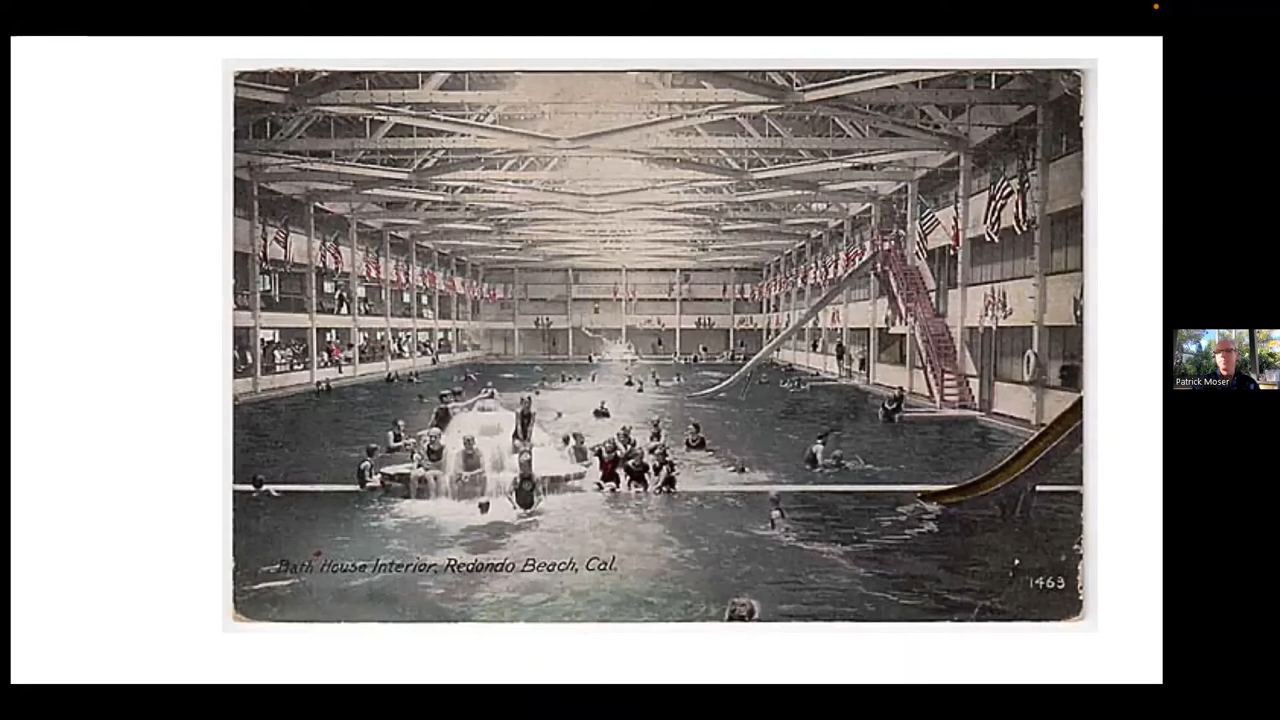 Bath House Interior, Redondo Beach, Cal.
1463
Patrick Moser